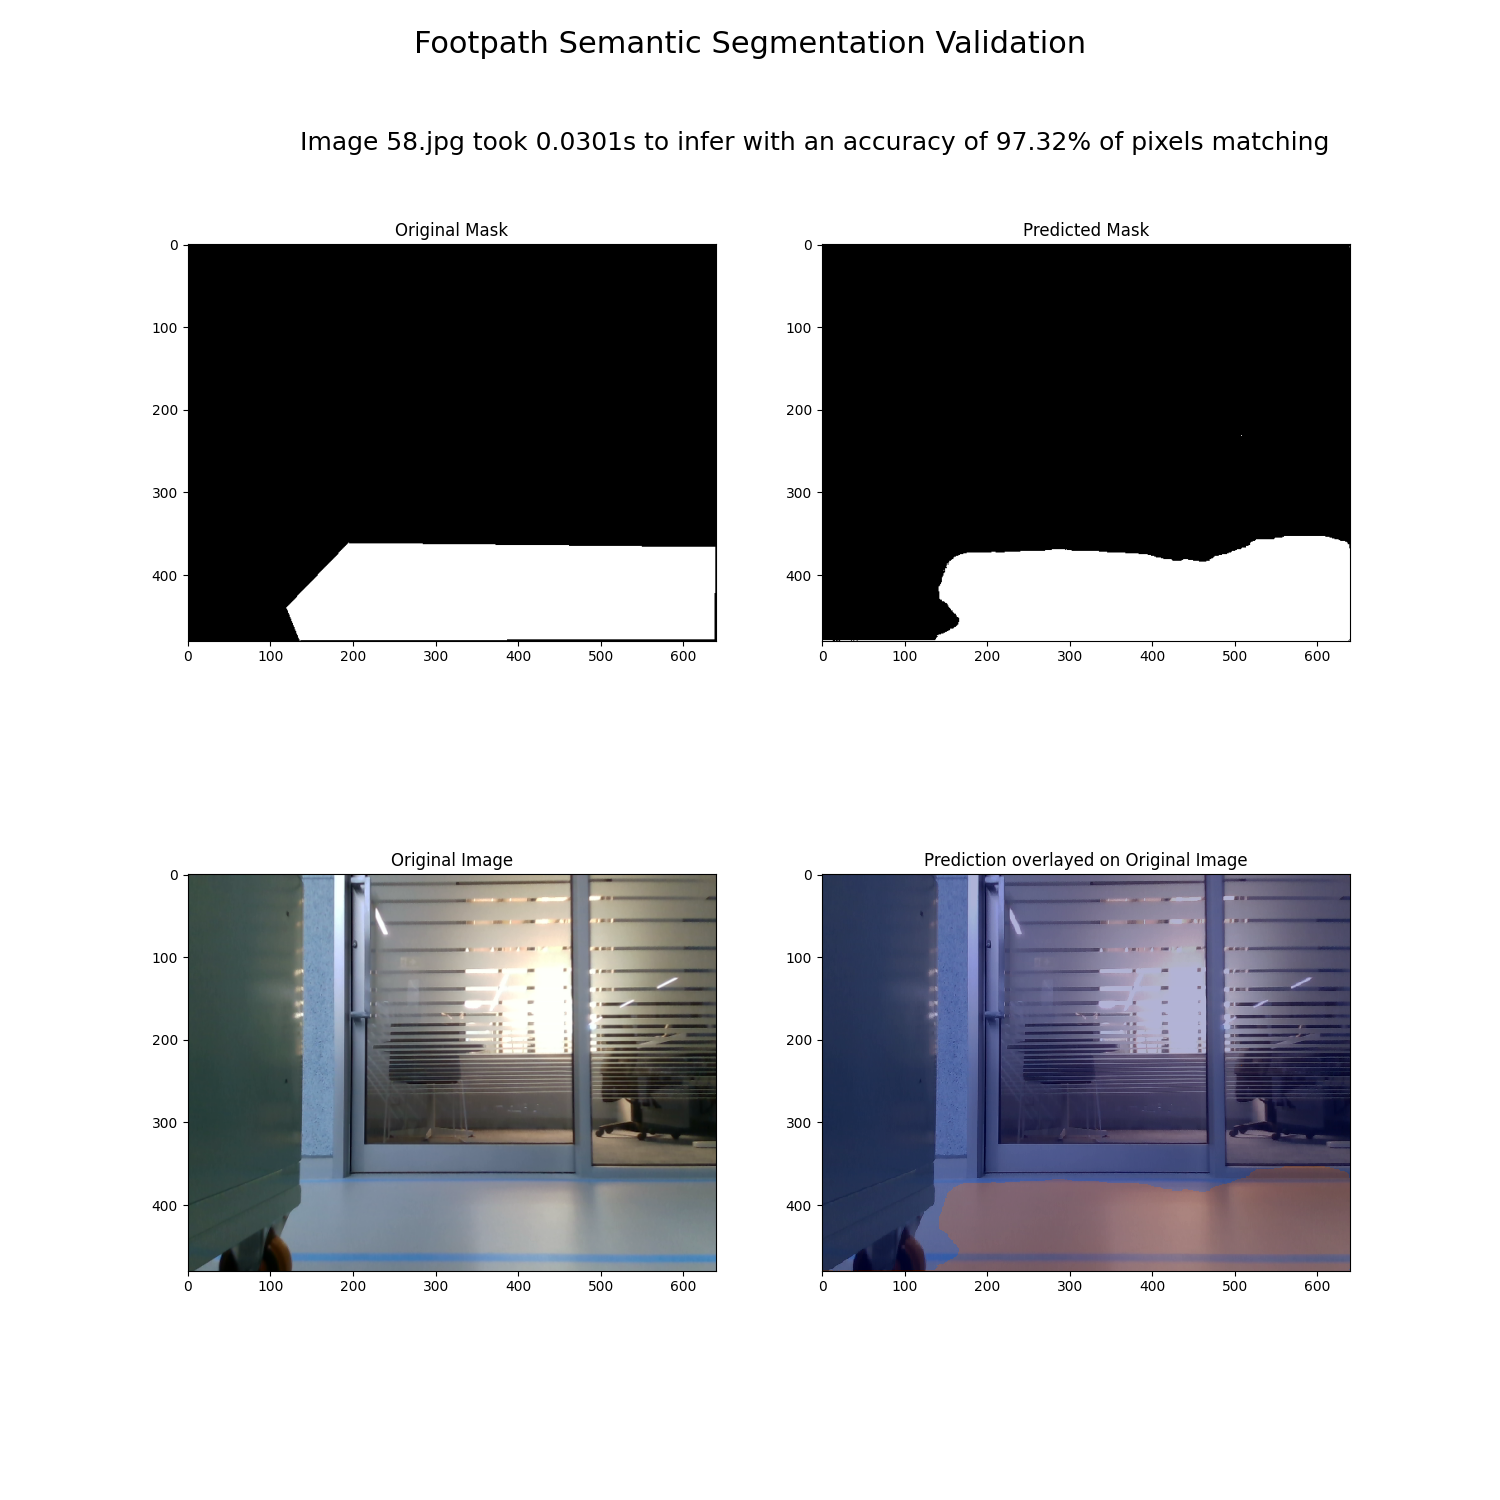 Footpath Semantic Segmentation Validation
Image 58.jpg took 0.0301s to infer with an accuracy of 97.32% of pixels matching
Original Mask
0
100
200
300
400
0 100 200 300 400 500 600
Predicted Mask
0
100
200
300
400
0 100 200 300 400 500 600
Original Image
0
100
200
300
400
0 100 200 300 400 500 600
Prediction overlayed on Original Image
0
100
200
300
400
0 100 200 300 400 500 600